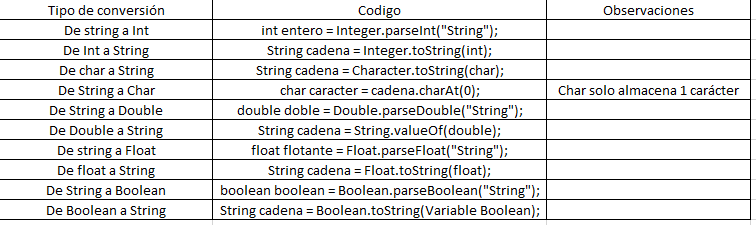 Tipo de conversión Codigo Observaciones
De string a Int int entero = Integer.parseInt("String");
De Int a String String cadena = Integer.toString(int);
De char a String String cadena = Character.toString(char);
De String a Char char caracter = cadena.charAt(0); Char solo almacena 1 carácter
De String a Double double doble = Double.parseDouble("String");
De Double a String String cadena = String.valueOf(double);
De string a Float float flotante = Float.parseFloat("String");
De float a String String cadena = Float.toString(float);
De String a Boolean boolean boolean = Boolean.parseBoolean("String");
De Boolean a String String cadena = Boolean.toString(Variable Boolean);